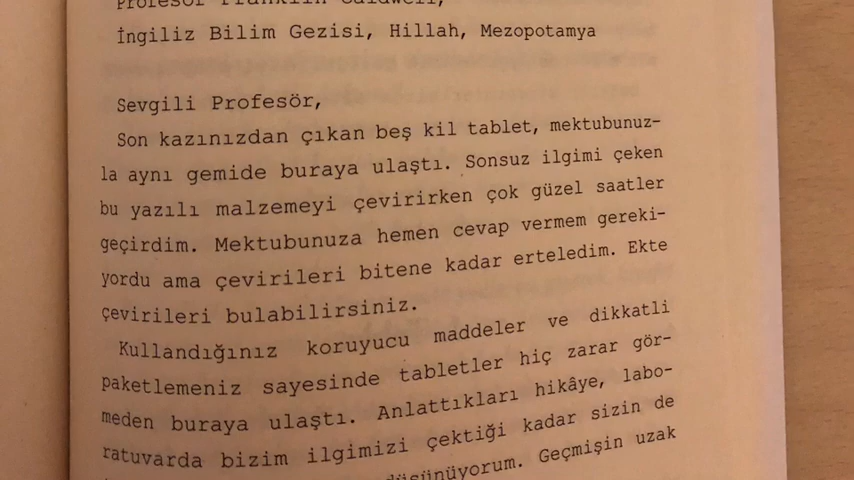 Profesör Franklin Caldwell,
İngiliz Bilim Gezisi, Hillah, Mezopotamya
Sevgili Profesör,
Son kazınızdan çıkan beş kil tablet, mektubunuz-
la aynı gemide buraya ulaştı. Sonsuz ilgimi çeken
bu yazılı malzemeyi çevirirken çok güzel saatler
geçirdim. Mektubunuza hemen cevap vermem gereki-
yordu ama çevirileri bitene kadar erteledim. Ekte
çevirileri bulabilirsiniz.
Kullandığınız koruyucu maddeler ve dikkatli
paketlemeniz sayesinde tabletler hiç zarar gör-
meden buraya ulaştı. Anlattıkları hikâye, labo-
ratuvarda bizim ilgimizi çektiği kadar sizin de
düşünüyorum. Geçmişin uzak